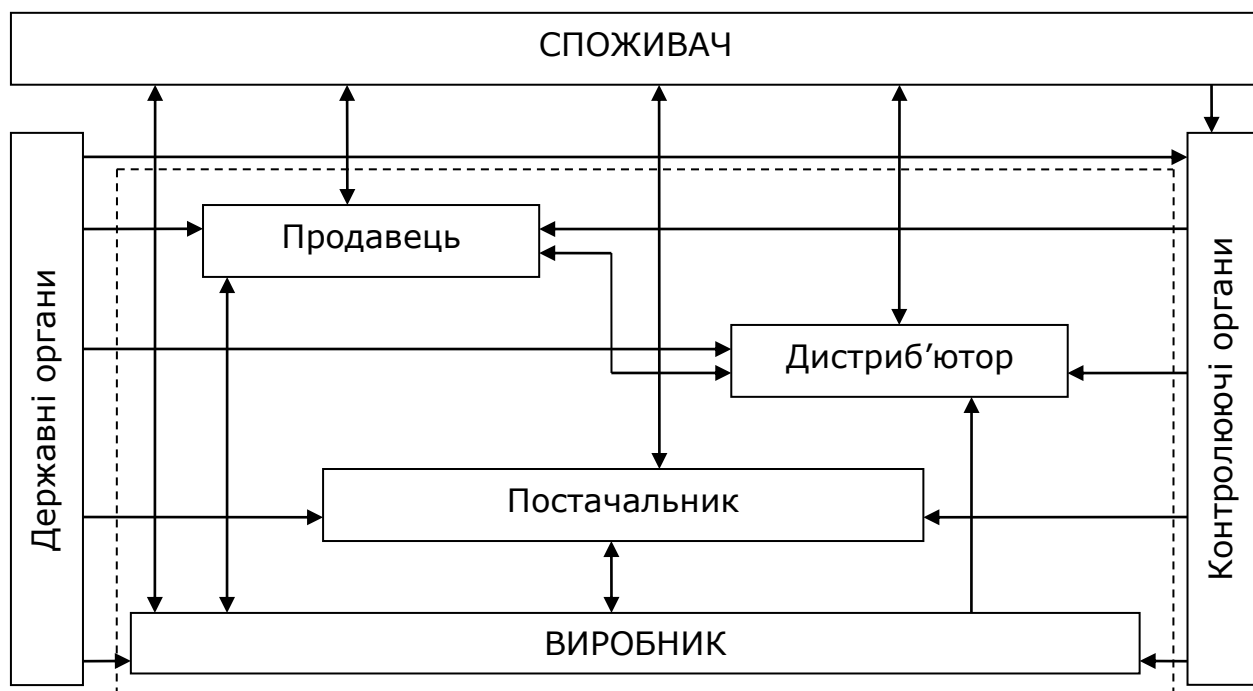 СПОЖИВАЧ
Державні органи
Продавець
Дистриб’ютор
Постачальник
ВИРОБНИК
Контролюючі органи